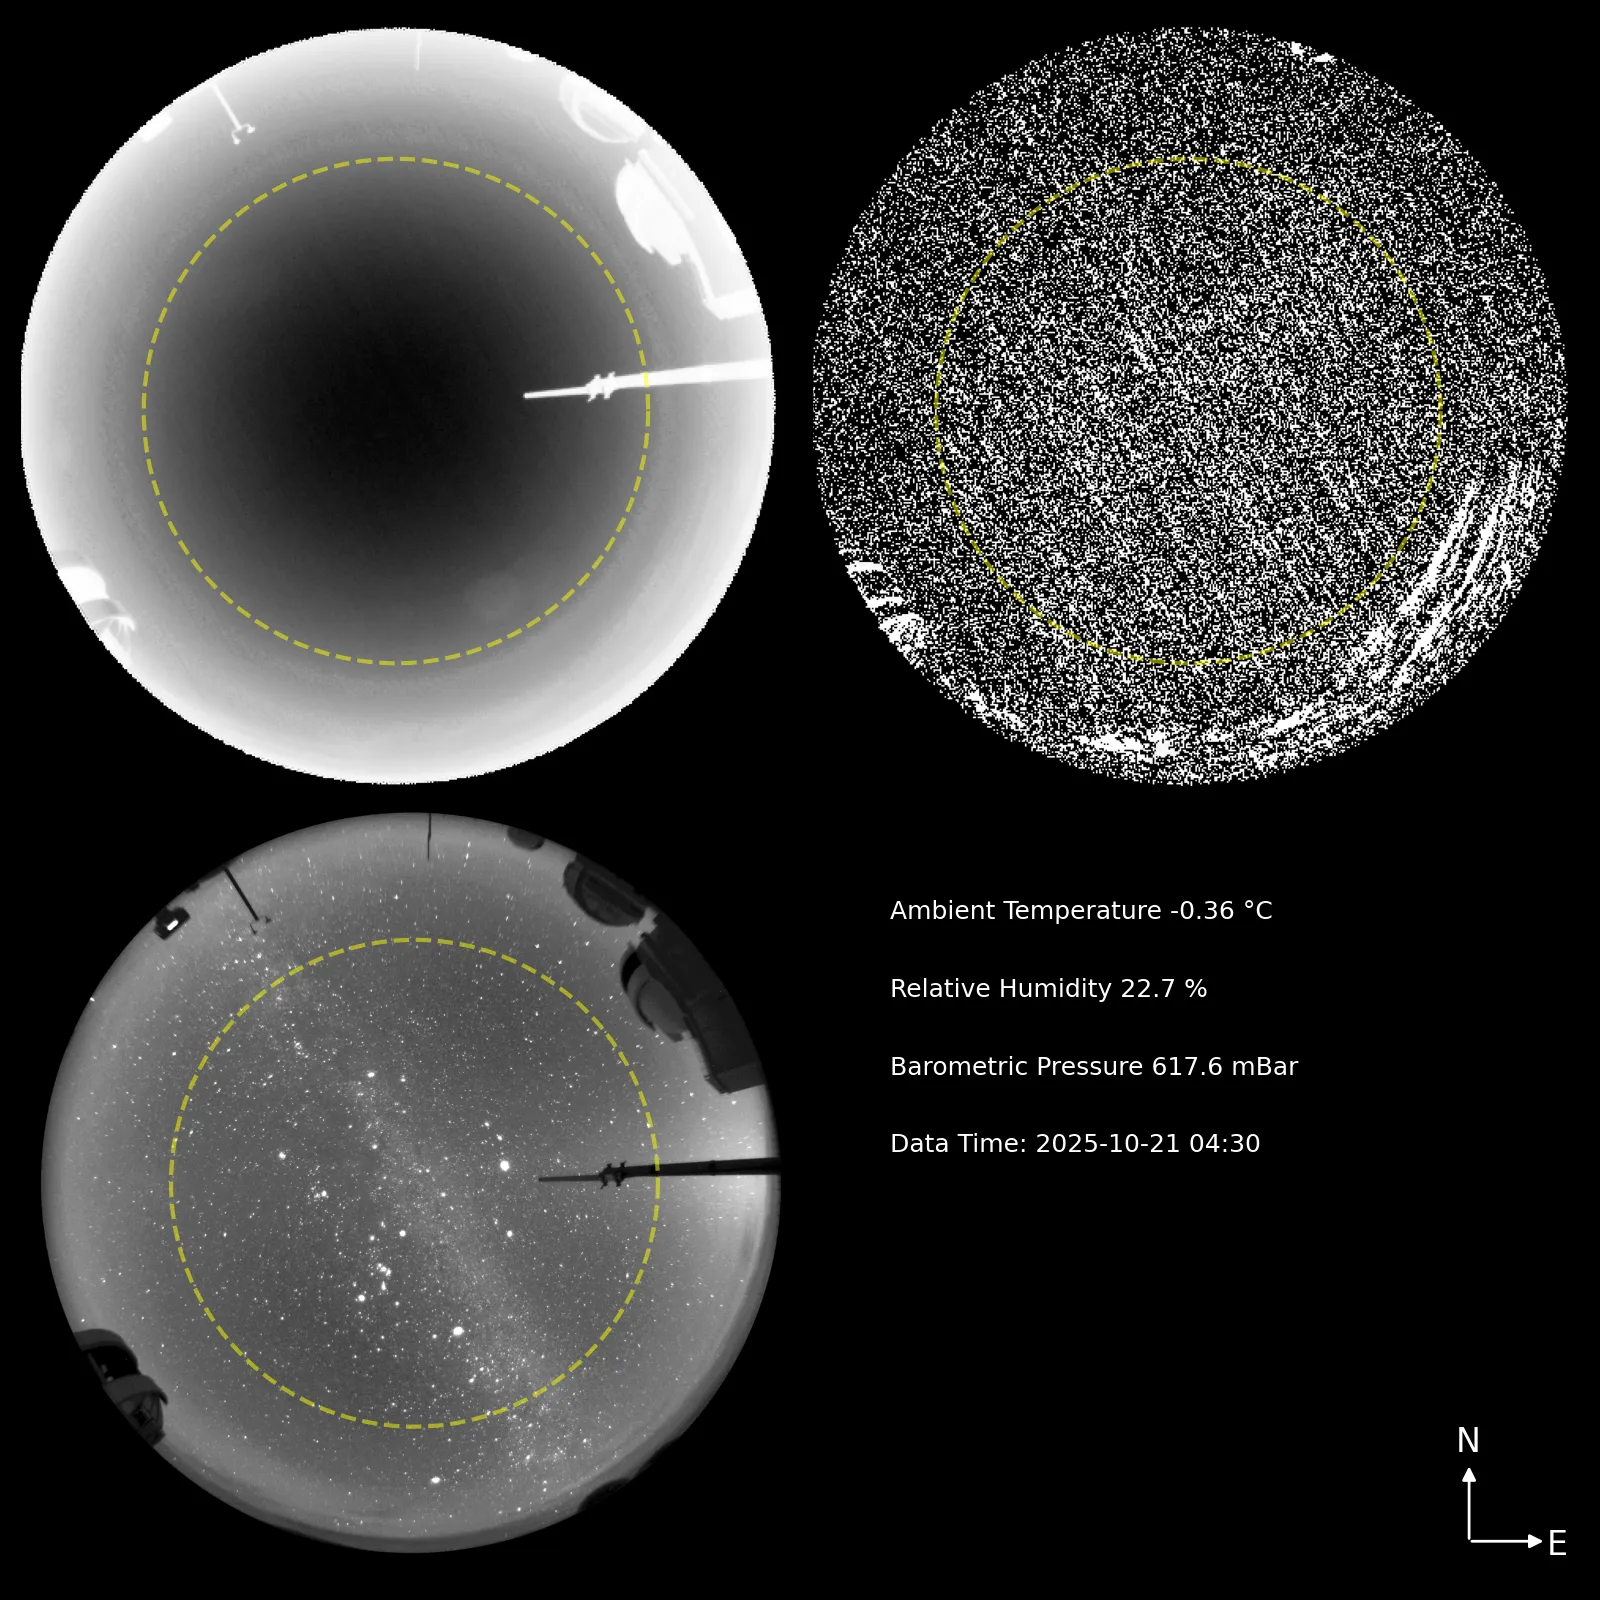 Ambient Temperature -0.36 °C
Relative Humidity 22.7 %
Barometric Pressure 617.6 mBar
Data Time: 2025-10-21 04:30
N
E